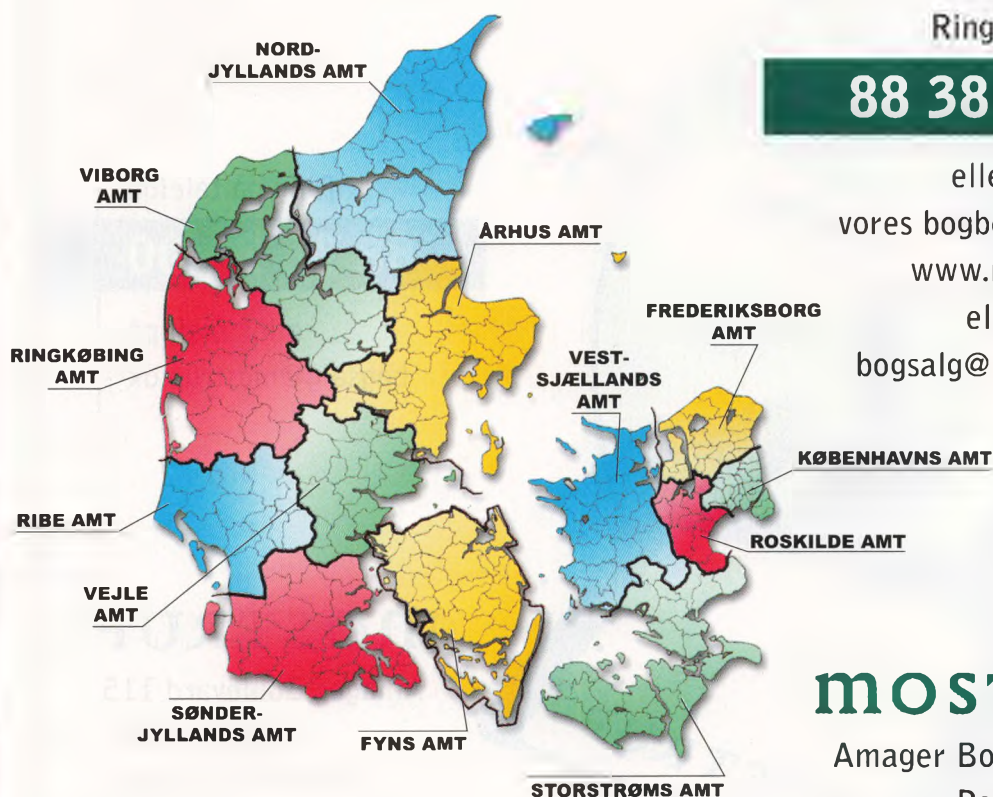 NORD-
JYLLANDS AMT
VIBORG
AMT
ÅRHUS AMT
RINGKØBING
AMT
FREDERIKSBORG
AMT
VEST-
SJÆLLANDS
AMT
KØBENHAVNS AMT
RIBE AMT
ROSKILDE AMT
VEJLE
AMT
SØNDER-
JYLLANDS AMT
FYNS AMT
STORSTRØMS AMT
Ring
88 38
elle
vores bogb
www.
el
bogsalg@
most
Amager Bo